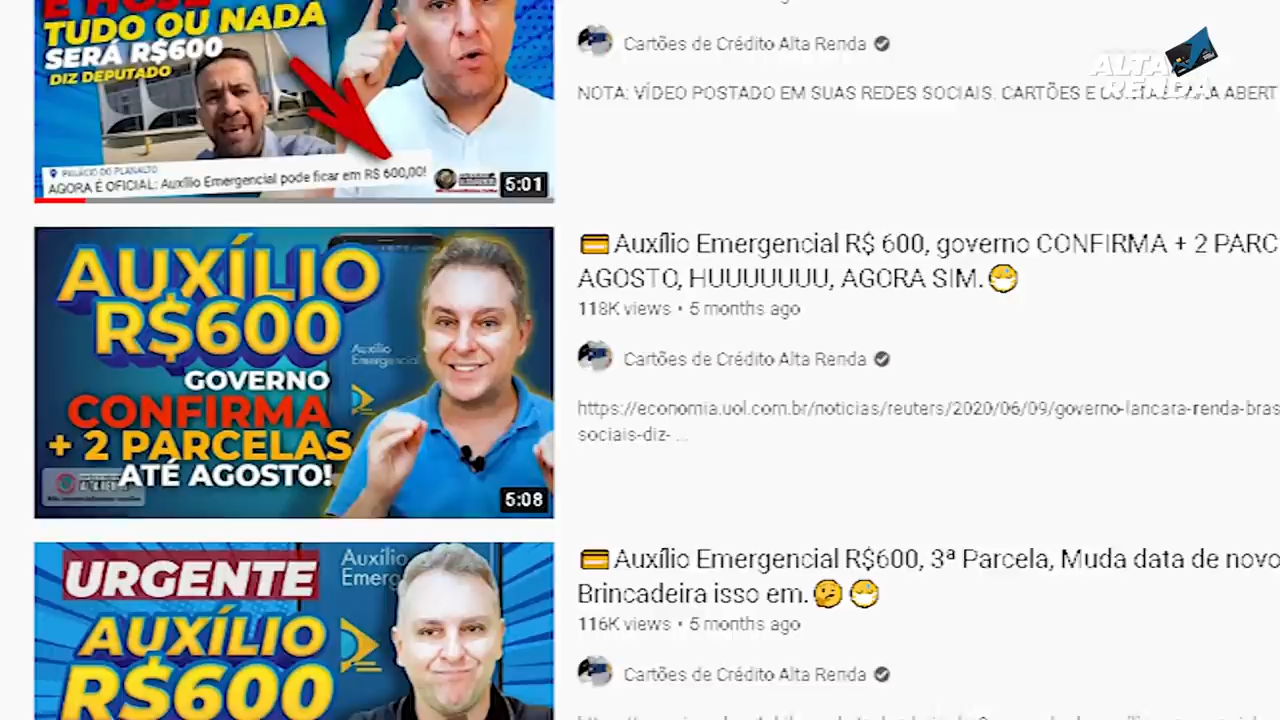 É HOJE
TUDO OU NADA
SERÁ R$600
DIZ DEPUTADO
PALÁCIO DO PLANALTO
AGORA É OFICIAL: Auxílio Emergencial pode ficar em R$ 600,00!
5:01
Cartões de Crédito Alta Renda
NOTA: VÍDEO POSTADO EM SUAS REDES SOCIAIS. CARTÕES E
ABERT
ALTA
RENDA
AUXÍLIO
R$600
GOVERNO
CONFIRMA
+ 2 PARCELAS
ATÉ AGOSTO!
Auxílio
Emergencial
ALTA RENDA
5:08
Auxílio Emergencial R$ 600, governo CONFIRMA + 2 PARC
AGOSTO, HUUUUUUU, AGORA SIM.
118K views • 5 months ago
Cartões de Crédito Alta Renda
https://economia.uol.com.br/noticias/reuters/2020/06/09/governo-lancara-renda-bras
sociais-diz- ...
URGENTE
AUXÍLIO
R$600
Auxílio
Emerg
Auxílio Emergencial R$600, 3ª Parcela, Muda data de novo
Brincadeira isso em.
116K views • 5 months ago
Cartões de Crédito Alta Renda